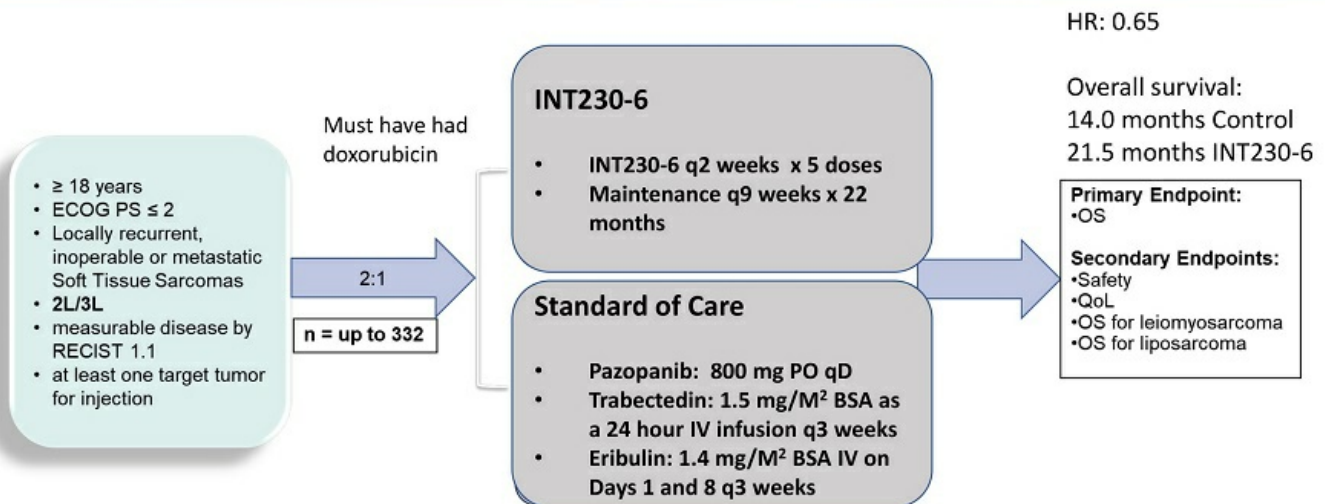 • ≥ 18 years
• ECOG PS ≤ 2
• Locally recurrent,
inoperable or metastatic
Soft Tissue Sarcomas
• 2L/3L
• measurable disease by
RECIST 1.1
• at least one target tumor
for injection
Must have had
doxorubicin
2:1
n = up to 332
INT230-6
• INT230-6 q2 weeks x 5 doses
• Maintenance q9 weeks x 22
months
Standard of Care
• Pazopanib: 800 mg PO qD
• Trabectedin: 1.5 mg/M² BSA as
a 24 hour IV infusion q3 weeks
• Eribulin: 1.4 mg/M² BSA IV on
Days 1 and 8 q3 weeks
HR: 0.65
Overall survival:
14.0 months Control
21.5 months INT230-6
Primary Endpoint:
•OS
Secondary Endpoints:
•Safety
•QoL
•OS for leiomyosarcoma
•OS for liposarcoma